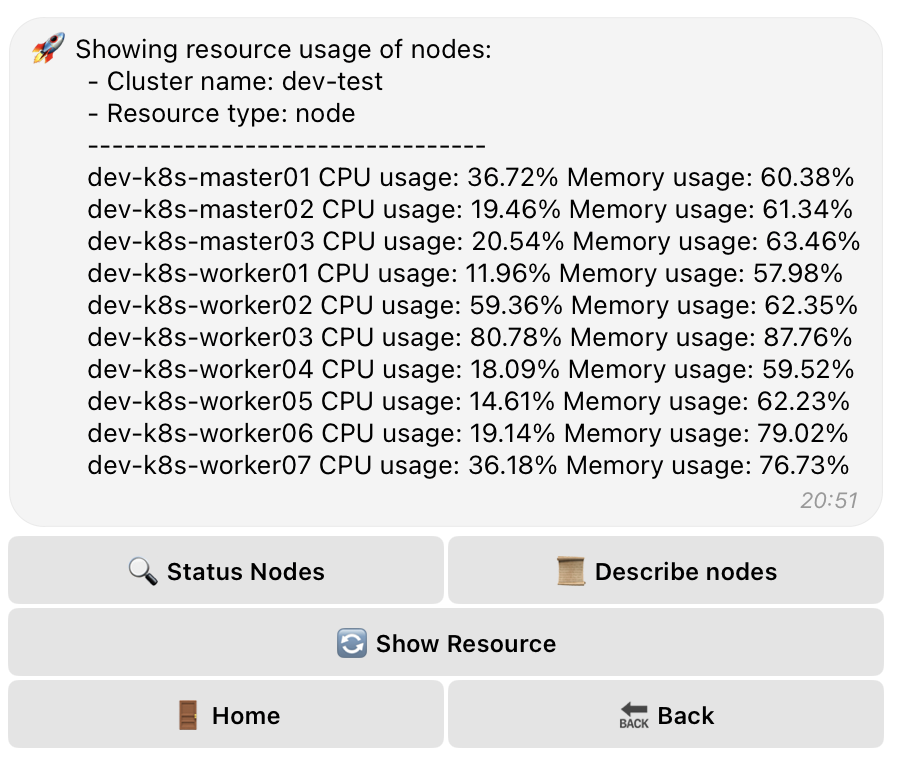 🚀 Showing resource usage of nodes:
- Cluster name: dev-test
- Resource type: node
---------------------------------
dev-k8s-master01 CPU usage: 36.72% Memory usage: 60.38%
dev-k8s-master02 CPU usage: 19.46% Memory usage: 61.34%
dev-k8s-master03 CPU usage: 20.54% Memory usage: 63.46%
dev-k8s-worker01 CPU usage: 11.96% Memory usage: 57.98%
dev-k8s-worker02 CPU usage: 59.36% Memory usage: 62.35%
dev-k8s-worker03 CPU usage: 80.78% Memory usage: 87.76%
dev-k8s-worker04 CPU usage: 18.09% Memory usage: 59.52%
dev-k8s-worker05 CPU usage: 14.61% Memory usage: 62.23%
dev-k8s-worker06 CPU usage: 19.14% Memory usage: 79.02%
dev-k8s-worker07 CPU usage: 36.18% Memory usage: 76.73%
20:51
🔍 Status Nodes
📜 Describe nodes
🔄 Show Resource
🚪 Home
🔙 Back